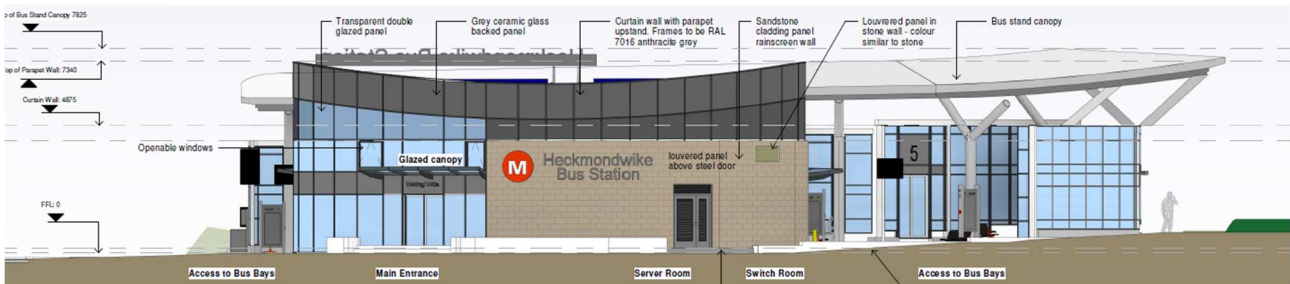 p of Bus Stand Canopy 7825
Top of Parapet Wall: 7340
Curtain Wall: 4875
FFL: 0
Transparent double
glazed panel
Grey ceramic glass
backed panel
Curtain wall with parapet
upstand. Frames to be RAL
7016 anthracite grey
Sandstone
cladding panel
rainscreen wall
Louvrered panel in
stone wall - colour
similar to stone
Bus stand canopy
Openable windows
Glazed canopy
M
Heckmondwike
Bus Station
louvered panel
above steel door
5
Access to Bus Bays
Main Entrance
Server Room
Switch Room
Access to Bus Bays